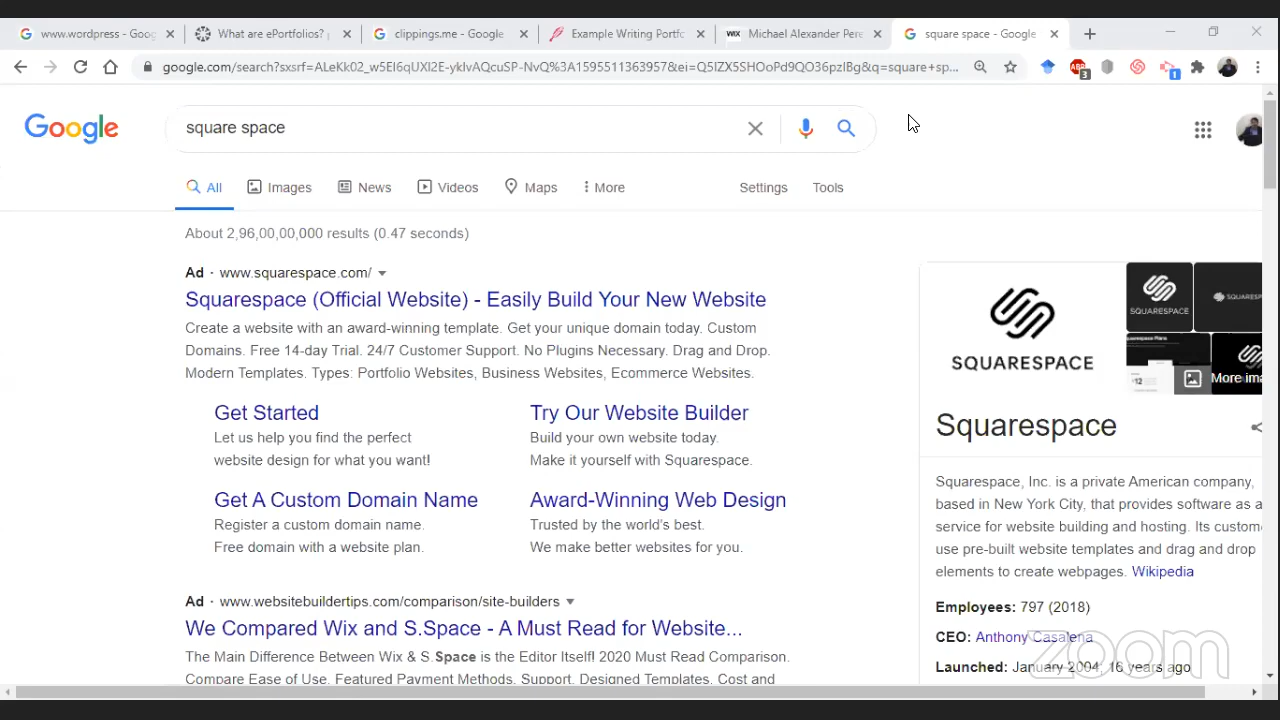 www.wordpress - Goog
What are ePortfolios?
clippings.me - Google
Example Writing Portfo
WIX Michael Alexander Pere
square space - Google
google.com/search?sxsrf=ALeKk02_w5EI6qUXl2E-ykIvAQcuSP-NvQ%3A1595511363957&ei=Q5IZX5SHOoPd9QO36pzIBg&q=square+sp...
ABP 3
1
Google
square space
All
Images
News
Videos
Maps
More
Settings
Tools
About 2,96,00,00,000 results (0.47 seconds)
Ad · www.squarespace.com/
Squarespace (Official Website) - Easily Build Your New Website
Create a website with an award-winning template. Get your unique domain today. Custom
Domains. Free 14-day Trial. 24/7 Customer Support. No Plugins Necessary. Drag and Drop.
Modern Templates. Types: Portfolio Websites, Business Websites, Ecommerce Websites.
Get Started
Let us help you find the perfect
website design for what you want!
Try Our Website Builder
Build your own website today.
Make it yourself with Squarespace.
Get A Custom Domain Name
Register a custom domain name.
Free domain with a website plan.
Award-Winning Web Design
Trusted by the world's best.
We make better websites for you.
Ad · www.websitebuildertips.com/comparison/site-builders
We Compared Wix and S.Space - A Must Read for Website...
The Main Difference Between Wix & S.Space is the Editor Itself! 2020 Must Read Comparison.
Compare Ease of Use, Featured Payment Methods, Support, Designed Templates, Cost and
SQUARESPACE
SQUARESPACE
SQUARESP
Squarespace Plans
$12
More ima
Squarespace
Squarespace, Inc. is a private American company,
based in New York City, that provides software as a
service for website building and hosting. Its custome
use pre-built website templates and drag and drop
elements to create webpages. Wikipedia
Employees: 797 (2018)
CEO: Anthony Casalena
Launched: January 2004, 16 years ago
zoom